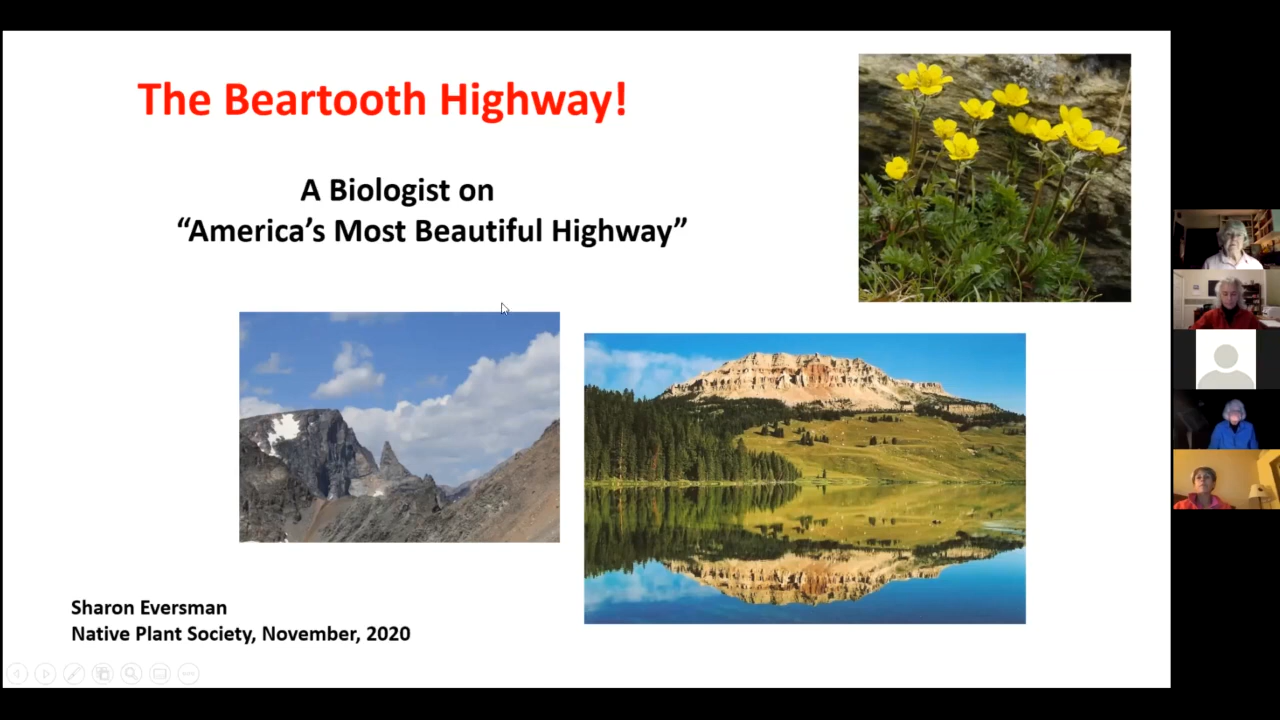 The Beartooth Highway!
A Biologist on
“America’s Most Beautiful Highway”
Sharon Eversman
Native Plant Society, November, 2020